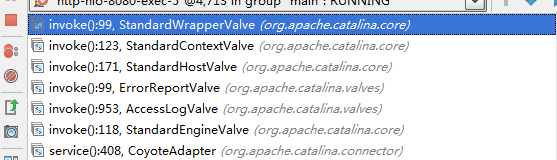 http-nio-8080-exec-5"@4,713 in group "main": RUNNING
invoke():99, StandardWrapperValve (org.apache.catalina.core)
invoke():123, StandardContextValve (org.apache.catalina.core)
invoke():171, StandardHostValve (org.apache.catalina.core)
invoke():99, ErrorReportValve (org.apache.catalina.valves)
invoke():953, AccessLogValve (org.apache.catalina.valves)
invoke():118, StandardEngineValve (org.apache.catalina.core)
service():408, CoyoteAdapter (org.apache.catalina.connector)